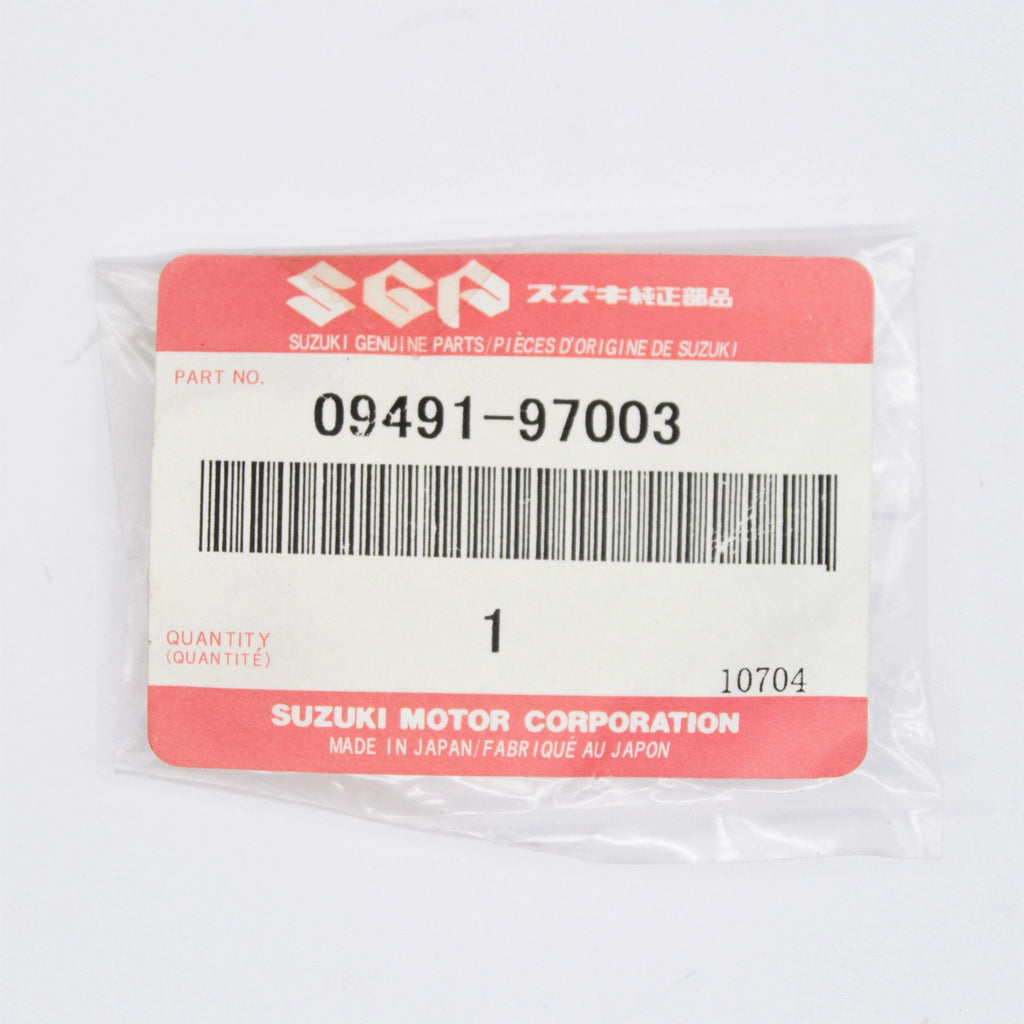 SGP スズキ純正部品
SUZUKI GENUINE PARTS/PIÈCES D'ORIGINE DE SUZUKI
PART NO.
09491-97003
1
QUANTITY
(QUANTITÉ)
10704
SUZUKI MOTOR CORPORATION
MADE IN JAPAN/FABRIQUÉ AU JAPON